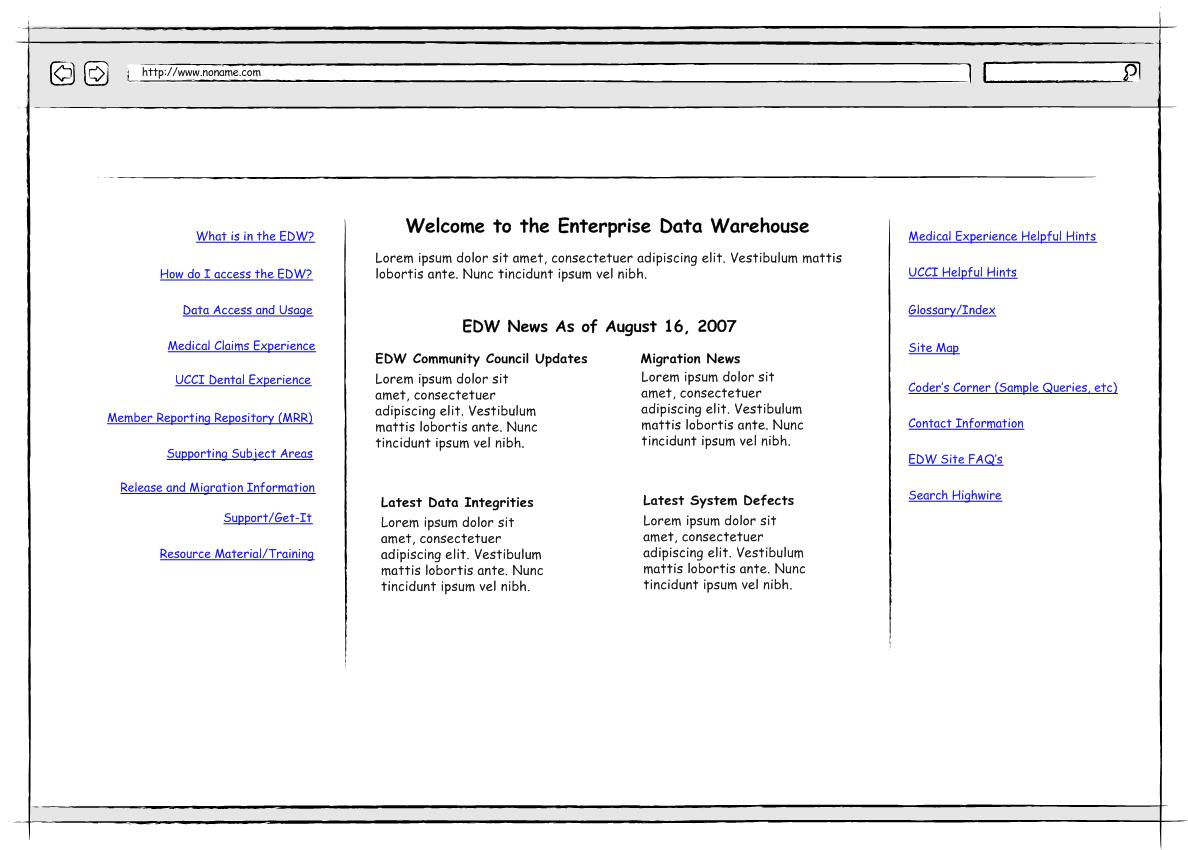 http://www.noname.com
What is in the EDW?
How do I access the EDW?
Data Access and Usage
Medical Claims Experience
UCCI Dental Experience
Member Reporting Repository (MRR)
Supporting Subject Areas
Release and Migration Information
Support/Get-It
Resource Material/Training
Welcome to the Enterprise Data Warehouse
Lorem ipsum dolor sit amet, consectetuer adipiscing elit. Vestibulum mattis
lobortis ante. Nunc tincidunt ipsum vel nibh.
EDW News As of August 16, 2007
EDW Community Council Updates
Lorem ipsum dolor sit
amet, consectetuer
adipiscing elit. Vestibulum
mattis lobortis ante. Nunc
tincidunt ipsum vel nibh.
Migration News
Lorem ipsum dolor sit
amet, consectetuer
adipiscing elit. Vestibulum
mattis lobortis ante. Nunc
tincidunt ipsum vel nibh.
Latest Data Integrities
Lorem ipsum dolor sit
amet, consectetuer
adipiscing elit. Vestibulum
mattis lobortis ante. Nunc
tincidunt ipsum vel nibh.
Latest System Defects
Lorem ipsum dolor sit
amet, consectetuer
adipiscing elit. Vestibulum
mattis lobortis ante. Nunc
tincidunt ipsum vel nibh.
Medical Experience Helpful Hints
UCCI Helpful Hints
Glossary/Index
Site Map
Coder's Corner (Sample Queries, etc)
Contact Information
EDW Site FAQ's
Search Highwire